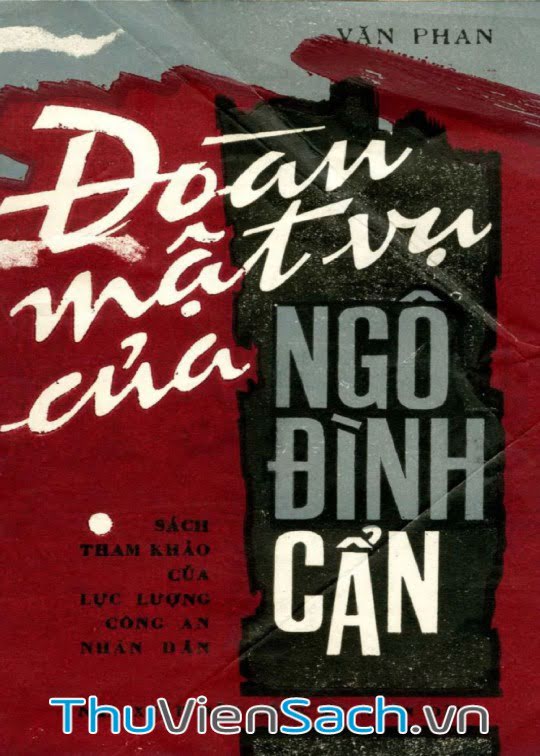 VĂN PHAN
Đoàn
mật vụ
của
NGÔ
ĐÌNH
CẨN
SÁCH
THAM KHẢO
CỦA
LỰC LƯỢNG
CÔNG AN
NHÂN DÂN
ThuVienSach.vn